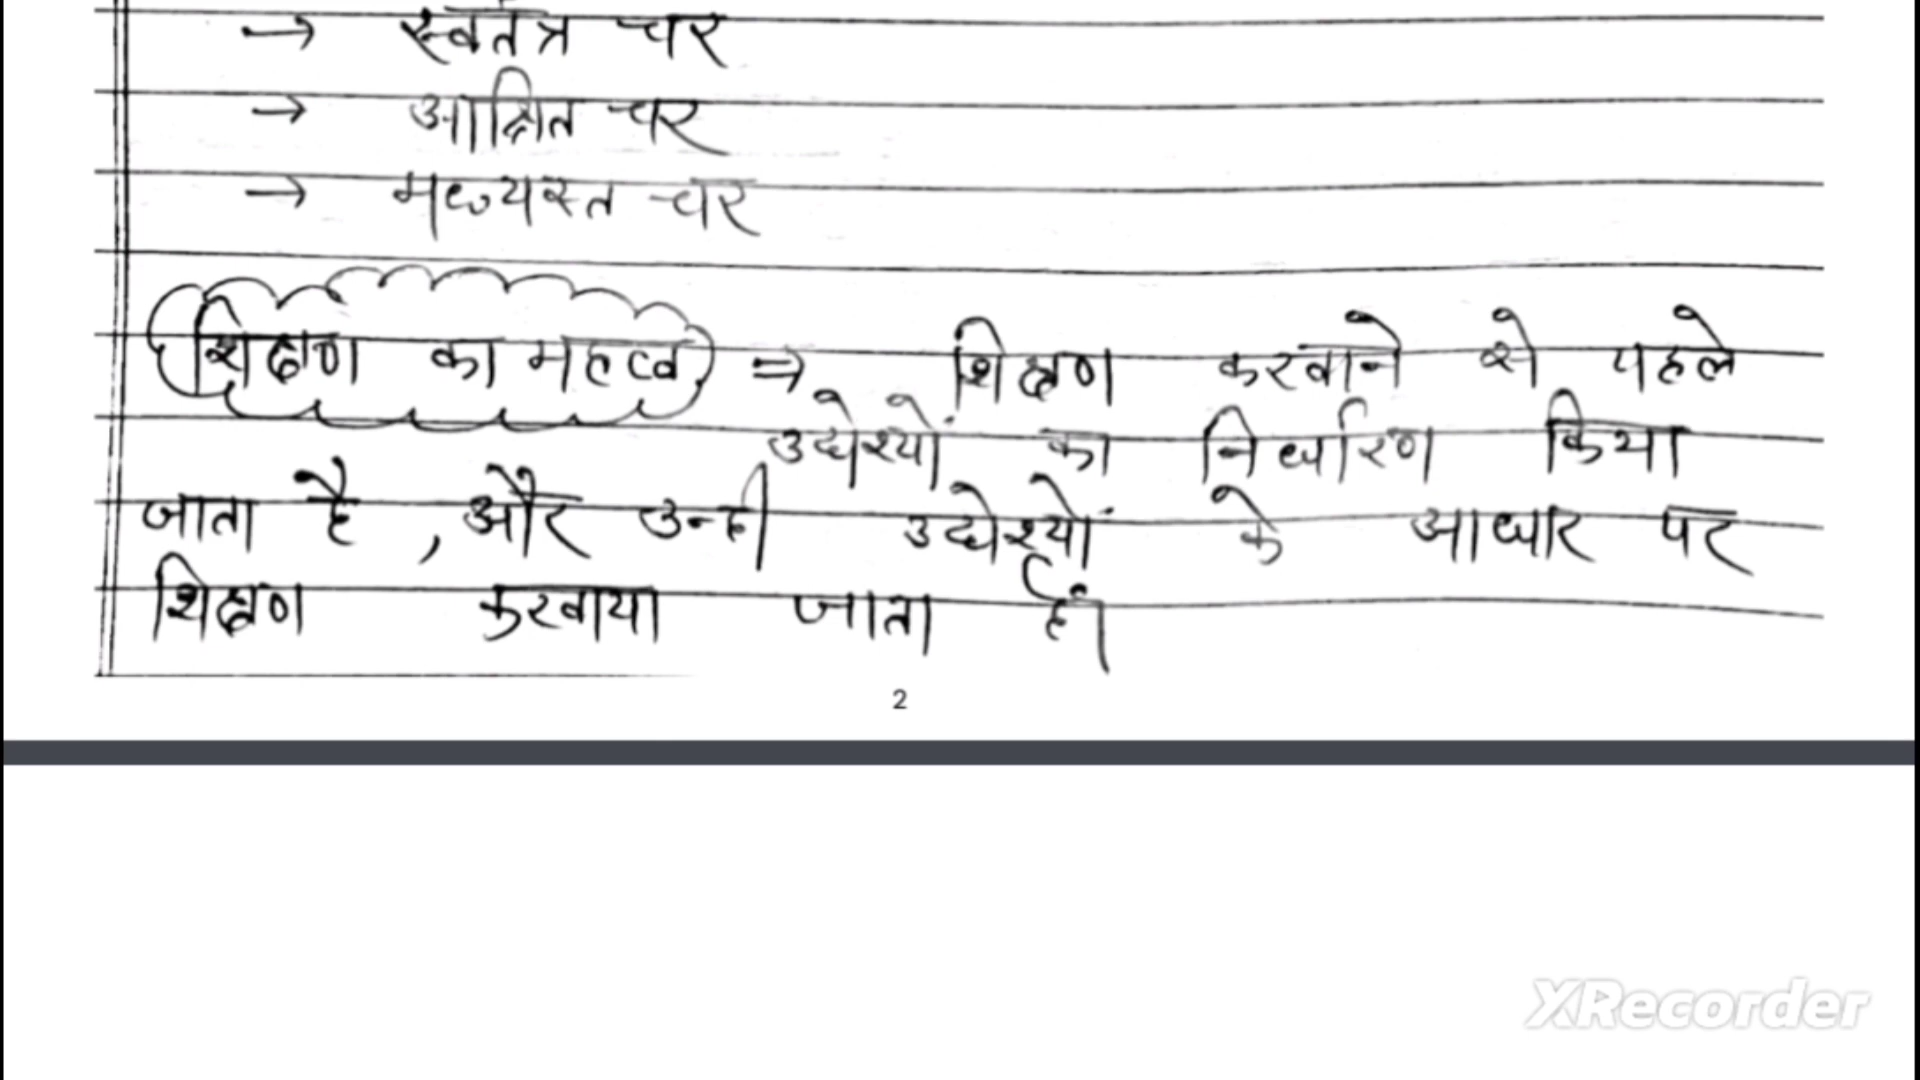 → स्वतंत्र चर
→ आश्रित चर
→ मध्यस्त चर
शिक्षण का महत्व ⇒ शिक्षण करवाने से पहले
उद्येश्यों का निर्धारण किया
जाता है , और उन्ही उद्येश्यों के आधार पर
शिक्षण करवाया जाता है।
2
XRecorder